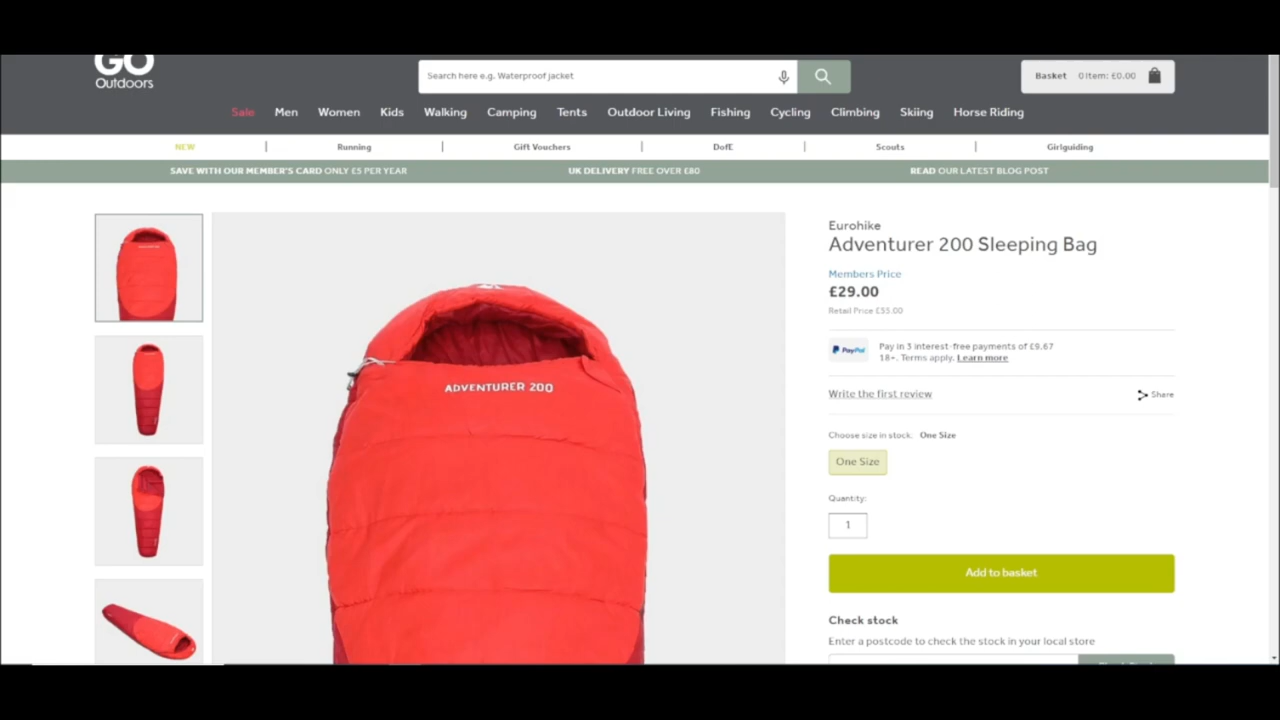 GO
Outdoors
Search here e.g. Waterproof jacket
Basket 0 Item: £0.00
Sale Men Women Kids Walking Camping Tents Outdoor Living Fishing Cycling Climbing Skiing Horse Riding
NEW | Running | Gift Vouchers | DofE | Scouts | Girlguiding
SAVE WITH OUR MEMBER'S CARD ONLY £5 PER YEAR UK DELIVERY FREE OVER £80 READ OUR LATEST BLOG POST
Eurohike
Adventurer 200 Sleeping Bag
Members Price
£29.00
Retail Price £55.00
PayPal
Pay in 3 interest-free payments of £9.67
18+. Terms apply. Learn more
ADVENTURER 200
Write the first review
Share
Choose size in stock: One Size
One Size
Quantity:
1
Add to basket
Check stock
Enter a postcode to check the stock in your local store